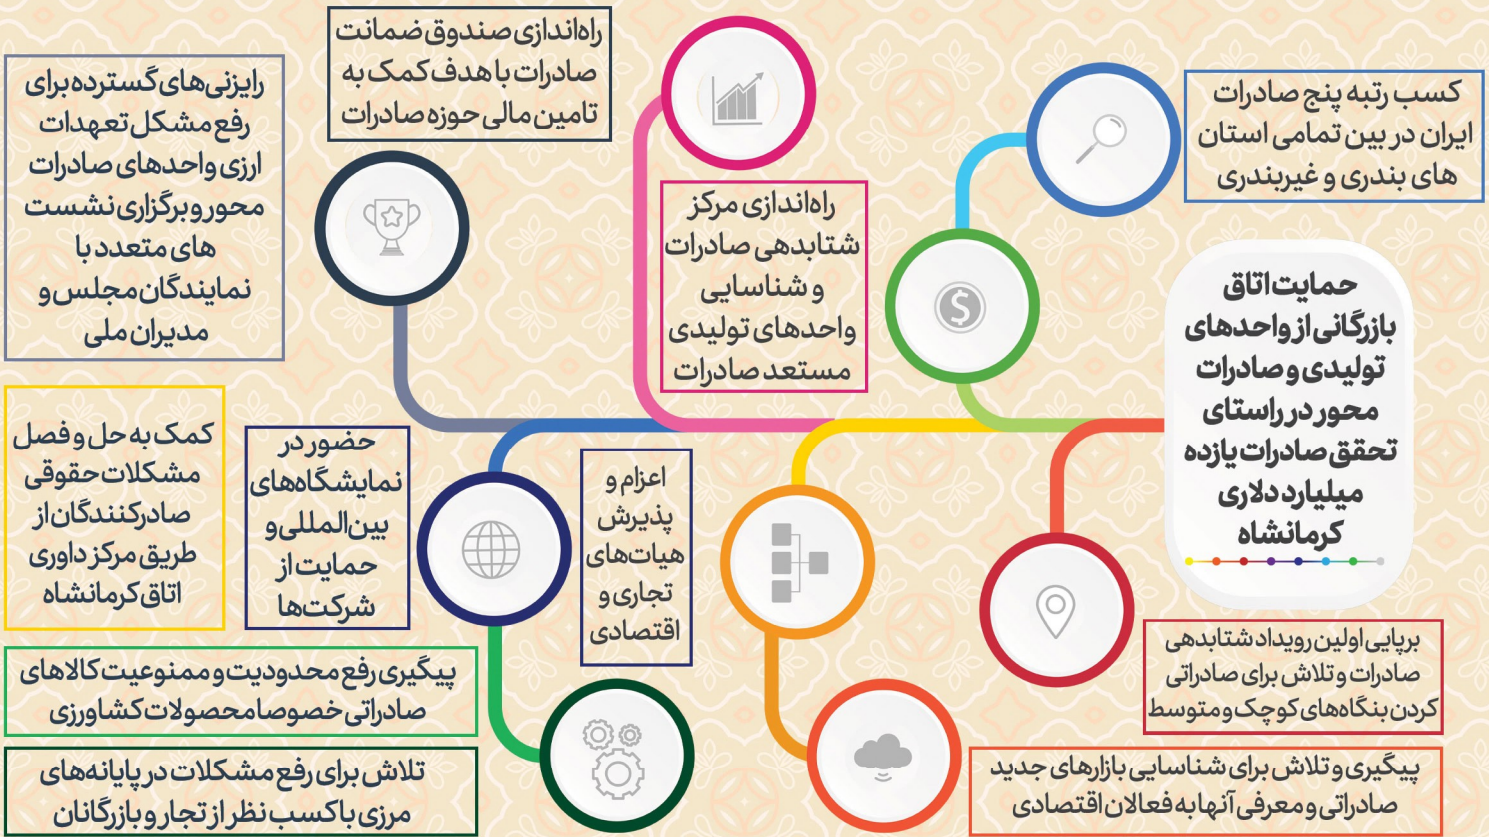 حمایت اتاق
بازرگانی از واحدهای
تولیدی و صادرات
محور در راستای
تحقق صادرات یازده
میلیارد دلاری
کرمانشاه
کسب رتبه پنج صادرات
ایران در بین تمامی استان
های بندری و غیربندری
راه‌اندازی مرکز
شتابدهی صادرات
و شناسایی
واحدهای تولیدی
مستعد صادرات
راه‌اندازی صندوق ضمانت
صادرات با هدف کمک به
تامین مالی حوزه صادرات
رایزنی‌های گسترده برای
رفع مشکل تعهدات
ارزی واحدهای صادرات
محور و برگزاری نشست
های متعدد با
نمایندگان مجلس و
مدیران ملی
برپایی اولین رویداد شتابدهی
صادرات و تلاش برای صادراتی
کردن بنگاه‌های کوچک و متوسط
پیگیری و تلاش برای شناسایی بازارهای جدید
صادراتی و معرفی آنها به فعالان اقتصادی
اعزام و
پذیرش
هیات‌های
تجاری و
اقتصادی
حضور در
نمایشگاه‌های
بین‌المللی و
حمایت از
شرکت‌ها
کمک به حل و فصل
مشکلات حقوقی
صادرکنندگان از
طریق مرکز داوری
اتاق کرمانشاه
پیگیری رفع محدودیت و ممنوعیت کالاهای
صادراتی خصوصا محصولات کشاورزی
تلاش برای رفع مشکلات در پایانه‌های
مرزی با کسب نظر از تجار و بازرگانان